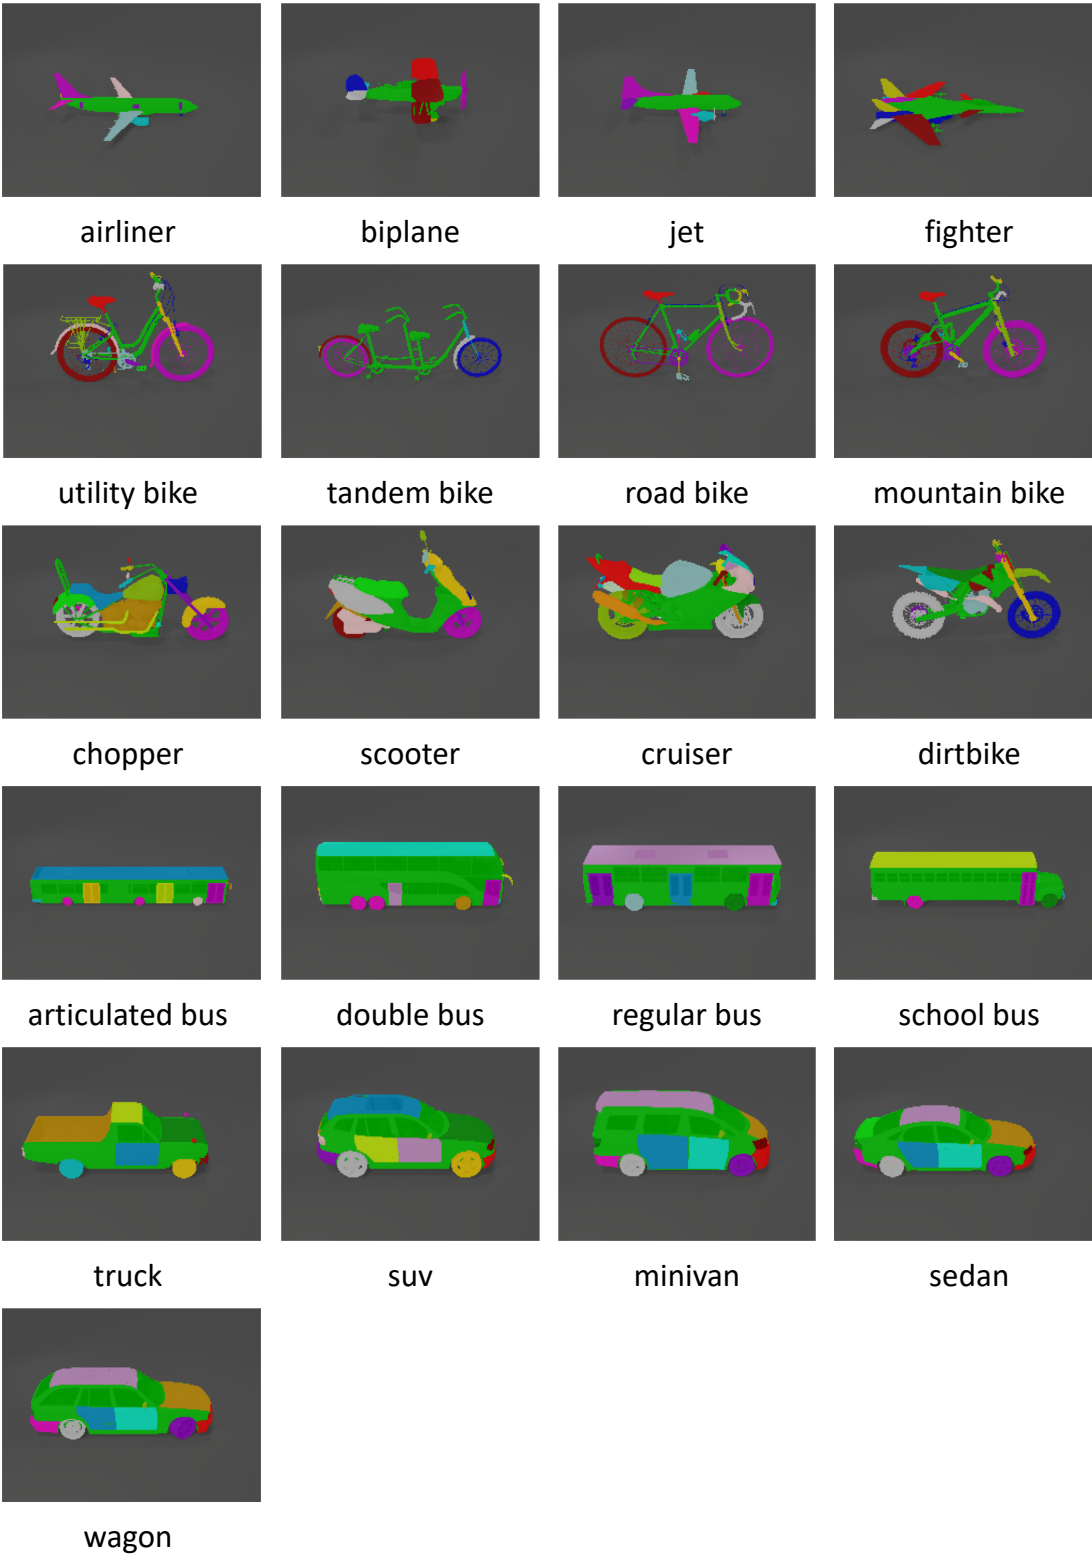 airliner
biplane
jet
fighter
utility bike
tandem bike
road bike
mountain bike
chopper
scooter
cruiser
dirtbike
articulated bus
double bus
regular bus
school bus
truck
suv
minivan
sedan
wagon